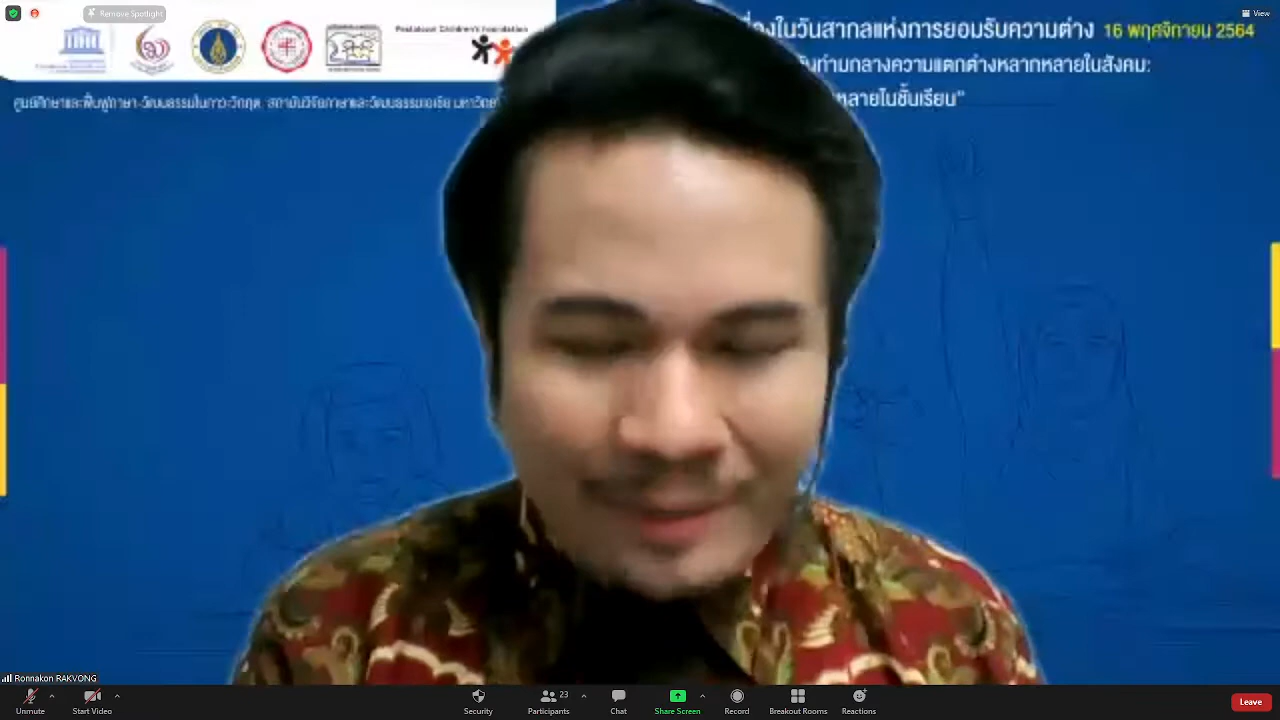 Remove Spotlight
View
Pestalozzi Children's Foundation
องในวันสากลแห่งการยอมรับความต่าง 16 พฤศจิกายน 2564
ท่ามกลางความแตกต่างหลากหลายในสังคม:
หลายในชั้นเรียน"
ศูนย์ศึกษาและฟื้นฟูภาษา-วัฒนธรรมในภาวะวิกฤต สถาบันวิจัยภาษาและวัฒนธรรมเอเชีย มหาวิทย
Ronnakon RAKVONG
Unmute
Start Video
Security
Participants 23
Chat
Share Screen
Record
Breakout Rooms
Reactions
Leave